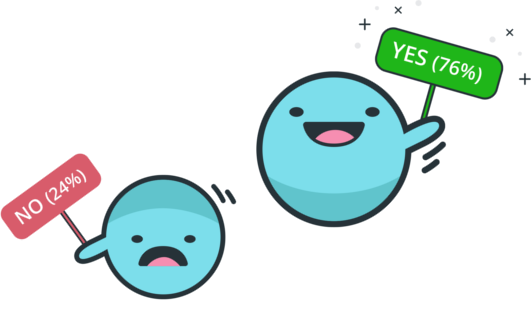 YES (76%)
NO (24%)